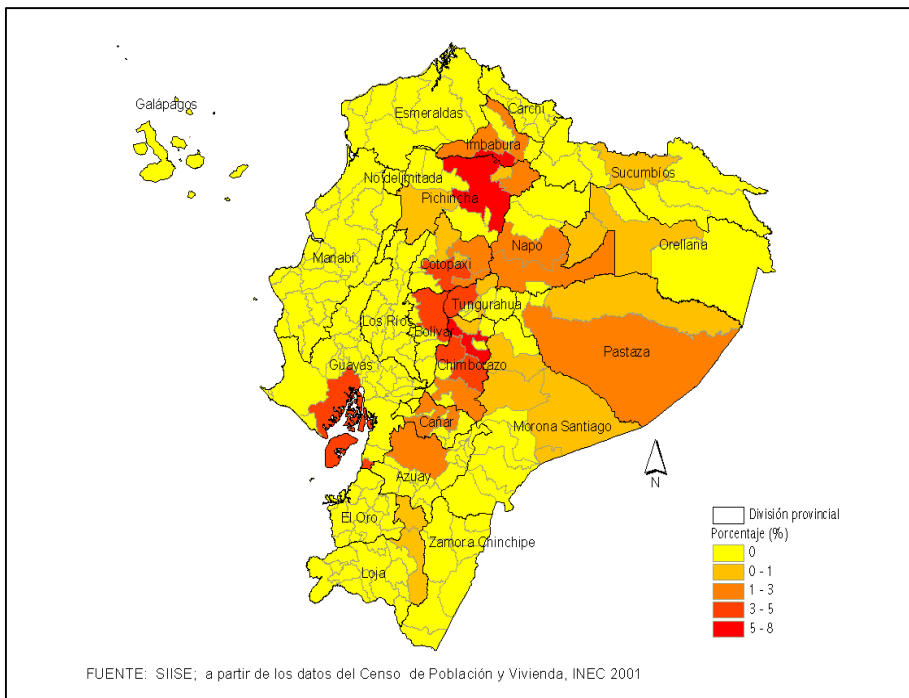 Galápagos
Esmeraldas
Carchi
Imbabura
No delimitada
Sucumbíos
Pichincha
Napo
Orellana
Manabí
Cotopaxi
Tungurahua
Los Ríos
Bolívar
Pastaza
Guayas
Chimborazo
Cañar
Morona Santiago
N
Azuay
El Oro
Zamora Chinchipe
Loja
División provincial
Porcentaje (%)
0
0 - 1
1 - 3
3 - 5
5 - 8
FUENTE: SIISE; a partir de los datos del Censo de Población y Vivienda, INEC 2001